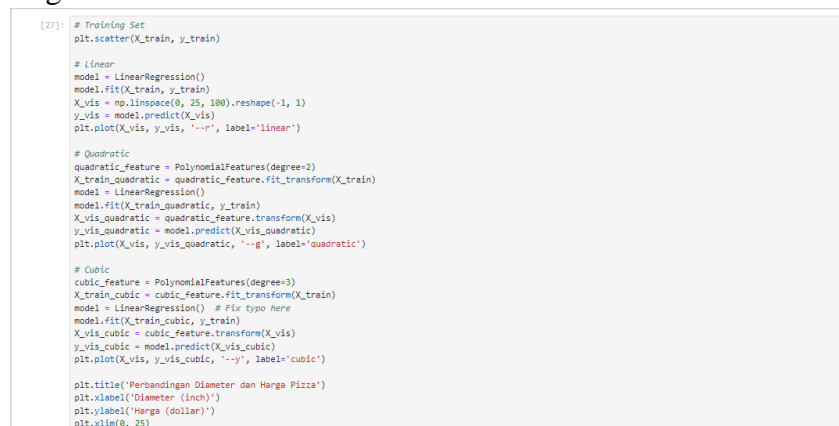 [27]: # Training Set
plt.scatter(X_train, y_train)

# Linear
model = LinearRegression()
model.fit(X_train, y_train)
X_vis = np.linspace(0, 25, 100).reshape(-1, 1)
y_vis = model.predict(X_vis)
plt.plot(X_vis, y_vis, '--r', label='linear')

# Quadratic
quadratic_feature = PolynomialFeatures(degree=2)
X_train_quadratic = quadratic_feature.fit_transform(X_train)
model = LinearRegression()
model.fit(X_train_quadratic, y_train)
X_vis_quadratic = quadratic_feature.transform(X_vis)
y_vis_quadratic = model.predict(X_vis_quadratic)
plt.plot(X_vis, y_vis_quadratic, '--g', label='quadratic')

# Cubic
cubic_feature = PolynomialFeatures(degree=3)
X_train_cubic = cubic_feature.fit_transform(X_train)
model = LinearRegression()  # Fix typo here
model.fit(X_train_cubic, y_train)
X_vis_cubic = cubic_feature.transform(X_vis)
y_vis_cubic = model.predict(X_vis_cubic)
plt.plot(X_vis, y_vis_cubic, '--y', label='cubic')

plt.title('Perbandingan Diameter dan Harga Pizza')
plt.xlabel('Diameter (inch)')
plt.ylabel('Harga (dollar)')
plt.xlim(0, 25)